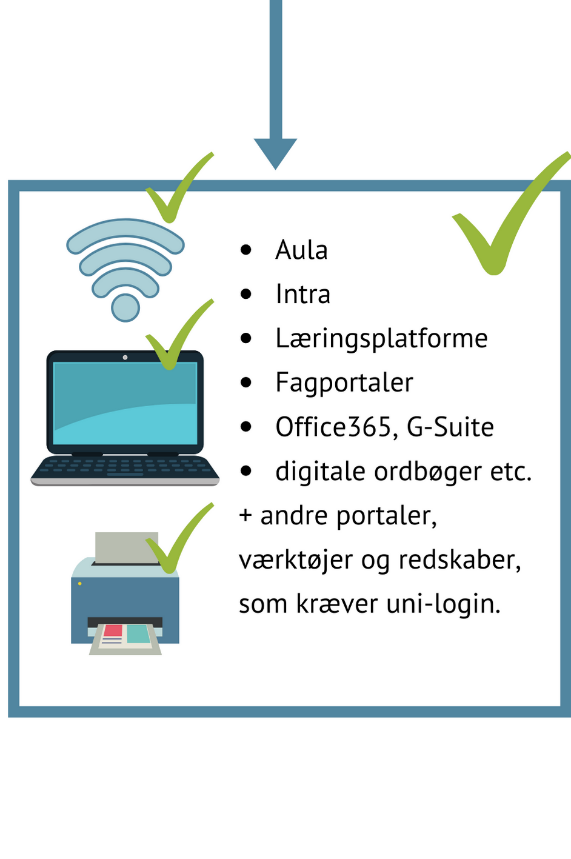 • Aula
• Intra
• Læringsplatforme
• Fagportaler
• Office365, G-Suite
• digitale ordbøger etc.
+ andre portaler,
værktøjer og redskaber,
som kræver uni-login.